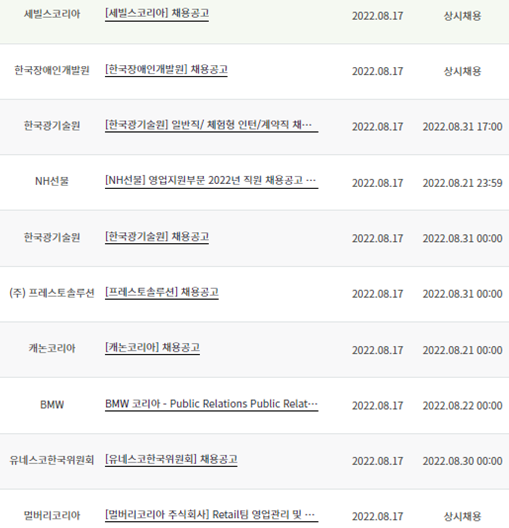 세빌스코리아 [세빌스코리아] 채용공고 2022.08.17 상시채용
한국장애인개발원 [한국장애인개발원] 채용공고 2022.08.17 상시채용
한국광기술원 [한국광기술원] 일반직/ 체험형 인턴/계약직 채… 2022.08.17 2022.08.31 17:00
NH선물 [NH선물] 영업지원부문 2022년 직원 채용공고 … 2022.08.17 2022.08.21 23:59
한국광기술원 [한국광기술원] 채용공고 2022.08.17 2022.08.31 00:00
(주) 프레스토솔루션 [프레스토솔루션] 채용공고 2022.08.17 2022.08.31 00:00
캐논코리아 [캐논코리아] 채용공고 2022.08.17 2022.08.21 00:00
BMW BMW 코리아 - Public Relations Public Relat… 2022.08.17 2022.08.22 00:00
유네스코한국위원회 [유네스코한국위원회] 채용공고 2022.08.17 2022.08.30 00:00
멀버리코리아 [멀버리코리아 주식회사] Retail팀 영업관리 및 … 2022.08.17 상시채용